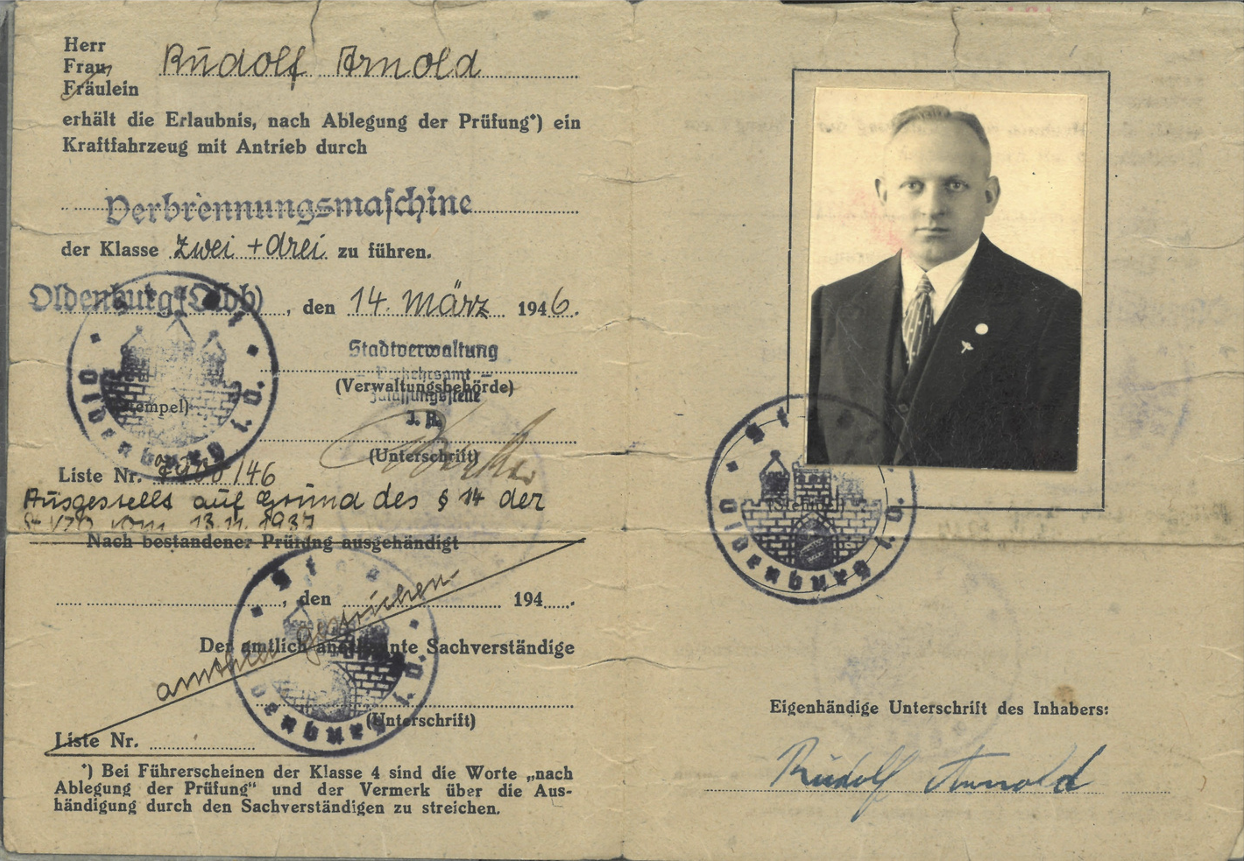 Herr
Frau
Fräulein
Rudolf Arnold
erhält die Erlaubnis, nach Ablegung der Prüfung*) ein
Kraftfahrzeug mit Antrieb durch
Verbrennungsmaschine
der Klasse zwei + drei zu führen.
Oldenburg (Oldb), den 14. März 1946.
Stadtverwaltung
(Verwaltungsbehörde)
Zulassungsstelle
(Stempel)
J. A.
(Unterschrift)
Liste Nr. /46
Ausgestellt auf Grund des § 14 der
StVZO vom 13.11.1937
Nach bestandener Prüfung ausgehändigt
, den 194
amtlich gestrichen
Der amtlich anerkannte Sachverständige
(Unterschrift)
Liste Nr.
*) Bei Führerscheinen der Klasse 4 sind die Worte „nach
Ablegung der Prüfung" und der Vermerk über die Aus-
händigung durch den Sachverständigen zu streichen.
Stadt Oldenburg i. O.
Stadt Oldenburg i. O.
Stadt Oldenburg i. O.
(Stempel)
Eigenhändige Unterschrift des Inhabers:
Rudolf Arnold